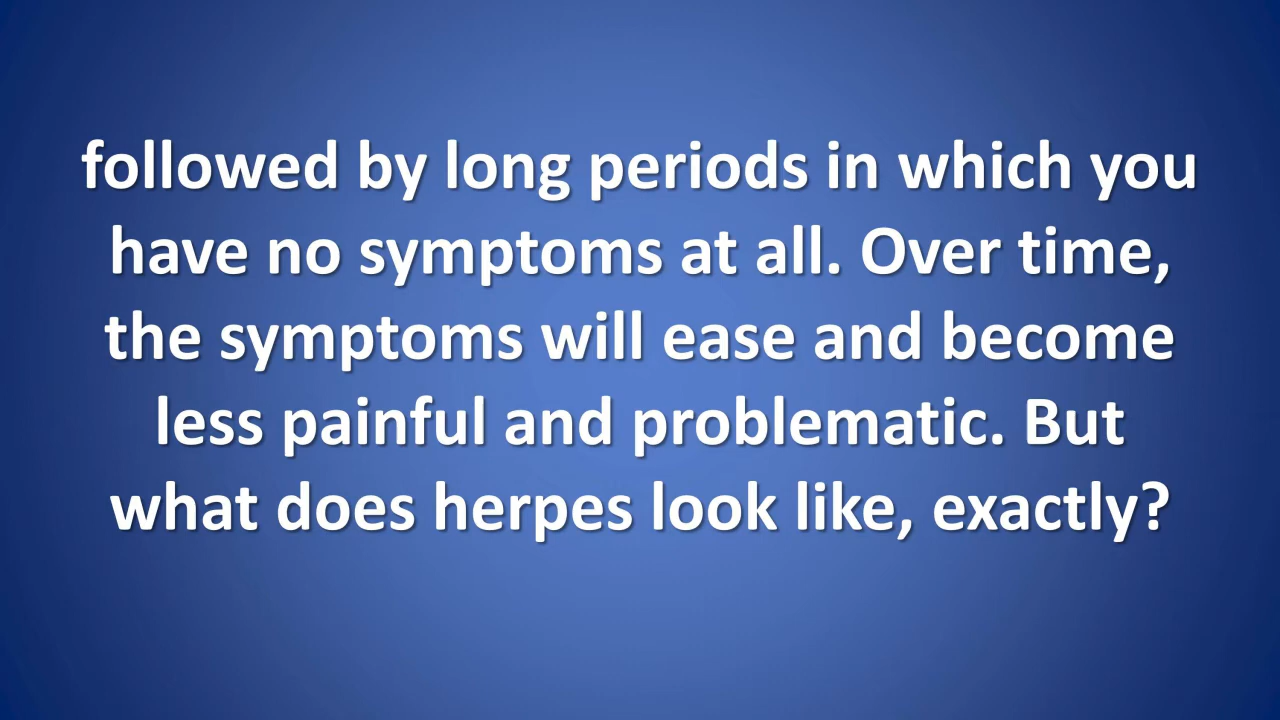 followed by long periods in which you
have no symptoms at all. Over time,
the symptoms will ease and become
less painful and problematic. But
what does herpes look like, exactly?